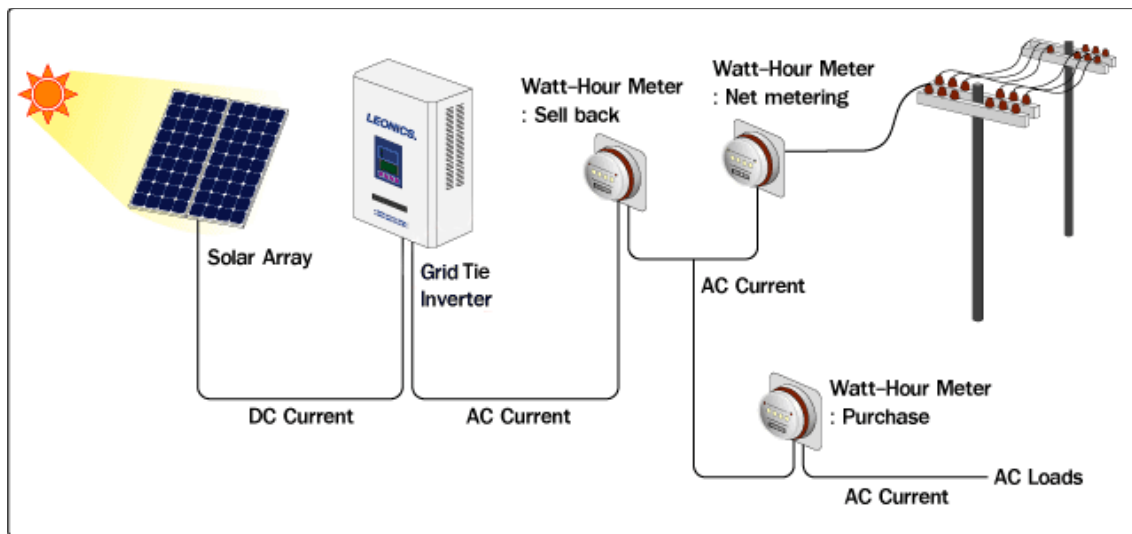 Watt-Hour Meter
: Sell back
Watt-Hour Meter
: Net metering
LEONICS.
Solar Array
Grid Tie
Inverter
AC Current
DC Current
AC Current
Watt-Hour Meter
: Purchase
AC Loads
AC Current